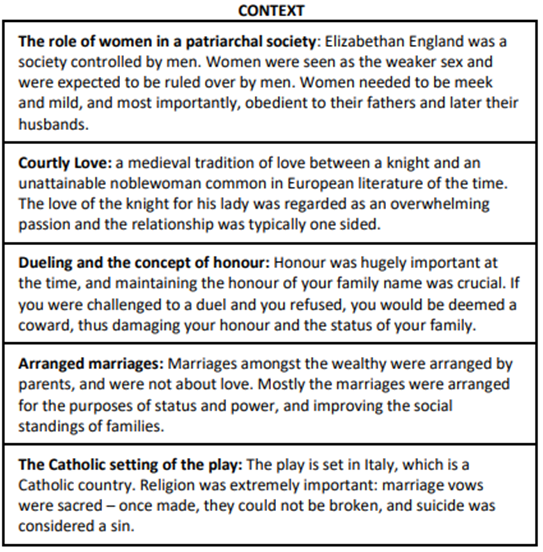 CONTEXT
The role of women in a patriarchal society: Elizabethan England was a
society controlled by men. Women were seen as the weaker sex and
were expected to be ruled over by men. Women needed to be meek
and mild, and most importantly, obedient to their fathers and later their
husbands.
Courtly Love: a medieval tradition of love between a knight and an
unattainable noblewoman common in European literature of the time.
The love of the knight for his lady was regarded as an overwhelming
passion and the relationship was typically one sided.
Dueling and the concept of honour: Honour was hugely important at
the time, and maintaining the honour of your family name was crucial. If
you were challenged to a duel and you refused, you would be deemed a
coward, thus damaging your honour and the status of your family.
Arranged marriages: Marriages amongst the wealthy were arranged by
parents, and were not about love. Mostly the marriages were arranged
for the purposes of status and power, and improving the social
standings of families.
The Catholic setting of the play: The play is set in Italy, which is a
Catholic country. Religion was extremely important: marriage vows
were sacred – once made, they could not be broken, and suicide was
considered a sin.